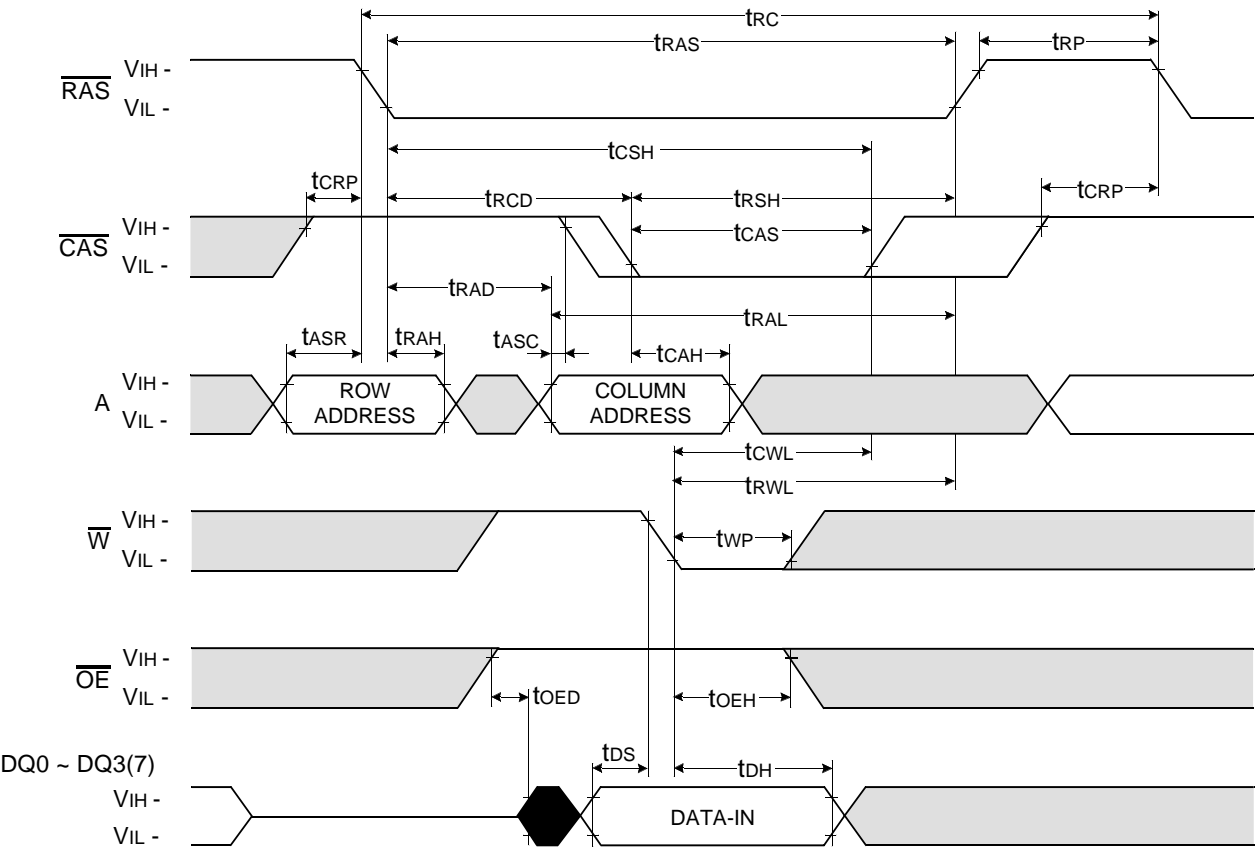 tRC
tRAS
tRP
RAS
VIH -
VIL -
tCSH
tCRP
tRCD
tRSH
tCRP
CAS
VIH -
VIL -
tCAS
tRAD
tRAL
tASR
tRAH
tASC
tCAH
A
VIH -
VIL -
ROW
ADDRESS
COLUMN
ADDRESS
tCWL
tRWL
W
VIH -
VIL -
tWP
OE
VIH -
VIL -
tOED
tOEH
DQ0 ~ DQ3(7)
tDS
tDH
VIH -
VIL -
DATA-IN